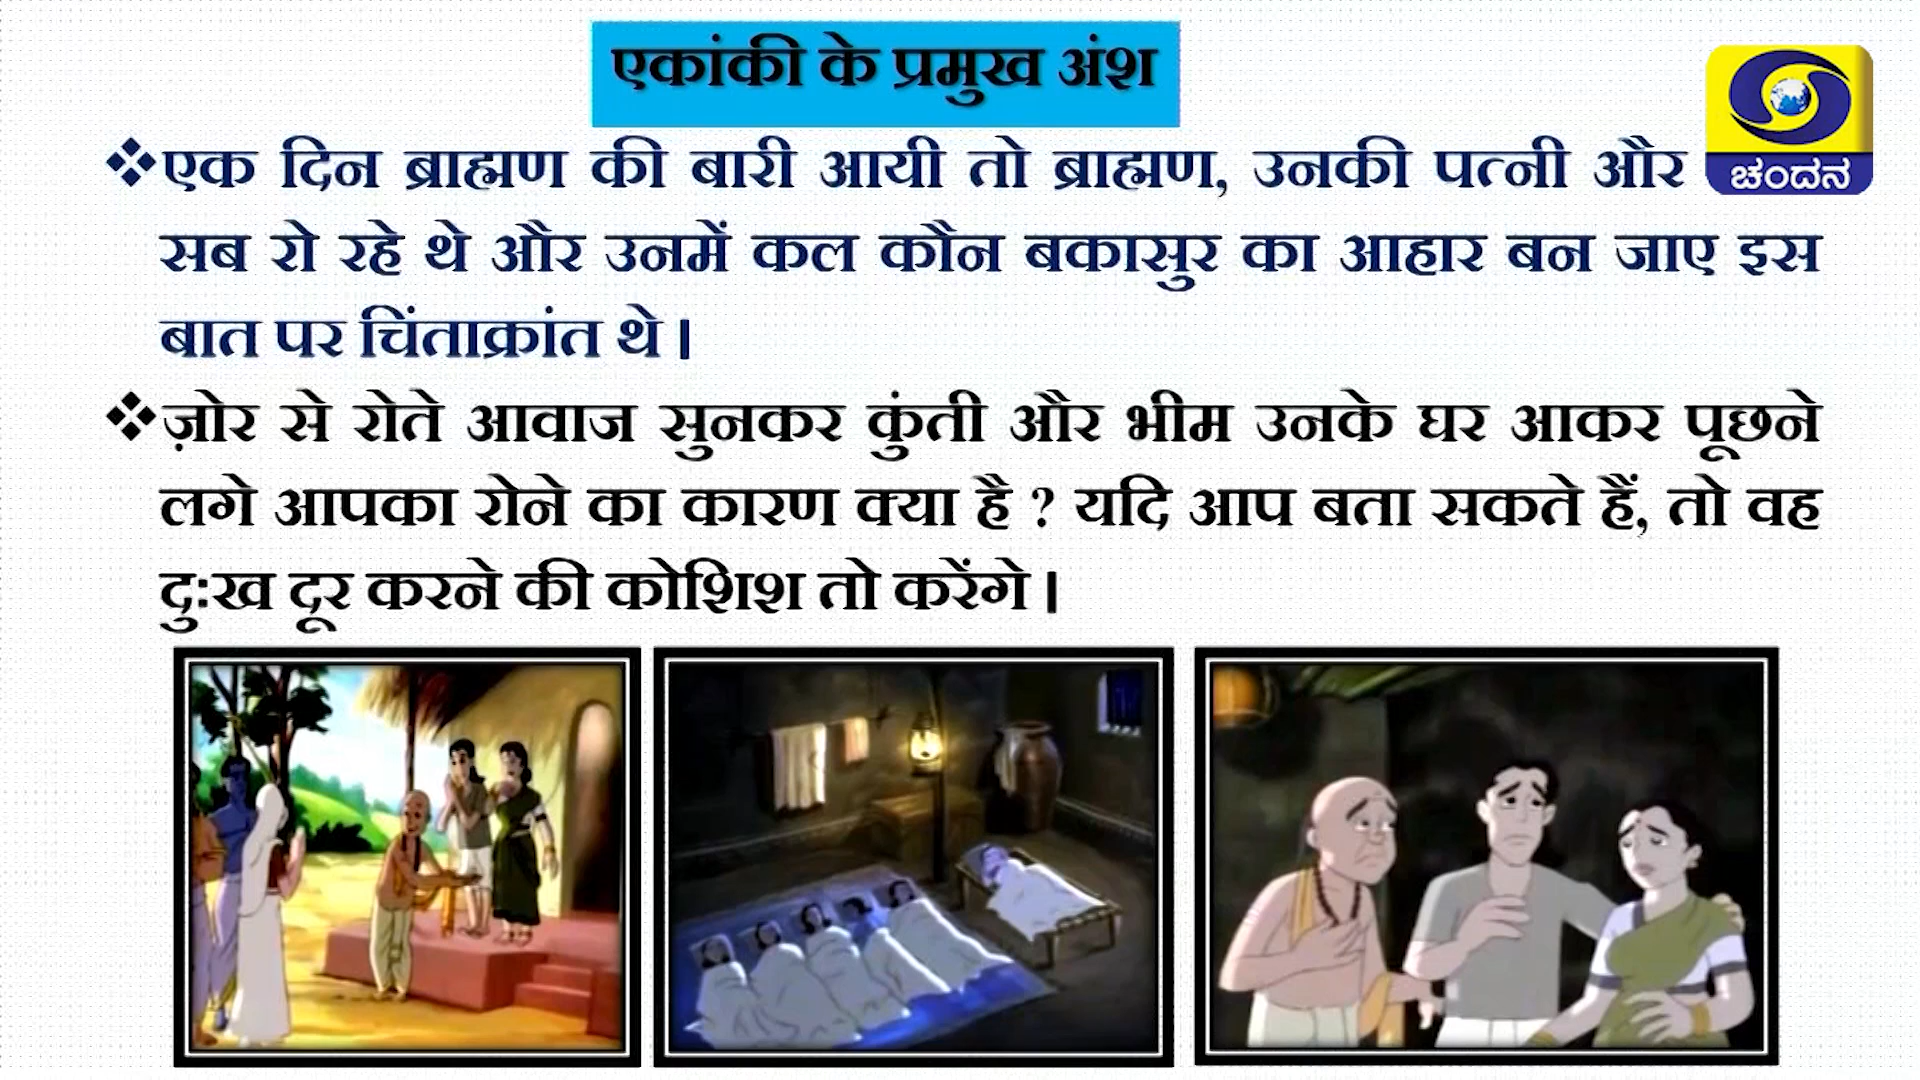 एकांकी के प्रमुख अंश
❖एक दिन ब्राह्मण की बारी आयी तो ब्राह्मण, उनकी पत्नी और
ಚಂದನ
सब रो रहे थे और उनमें कल कौन बकासुर का आहार बन जाए इस
बात पर चिंताक्रांत थे।
❖ज़ोर से रोते आवाज सुनकर कुंती और भीम उनके घर आकर पूछने
लगे आपका रोने का कारण क्या है ? यदि आप बता सकते हैं, तो वह
दुःख दूर करने की कोशिश तो करेंगे।